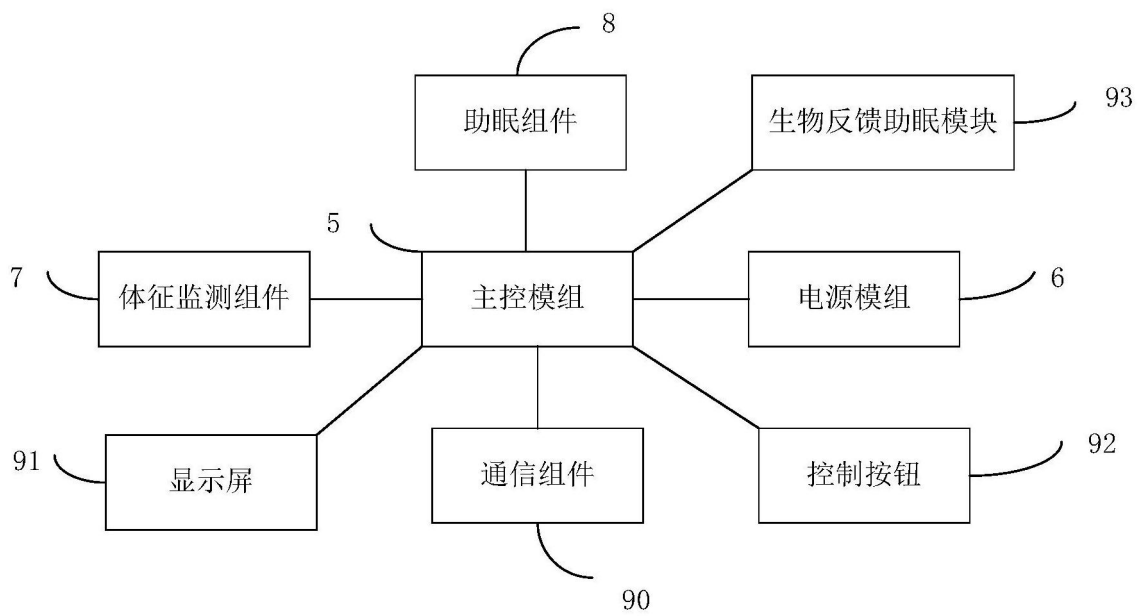 8
93
助眠组件
生物反馈助眠模块
5
7
体征监测组件
主控模组
电源模组
6
91
显示屏
通信组件
控制按钮
92
90